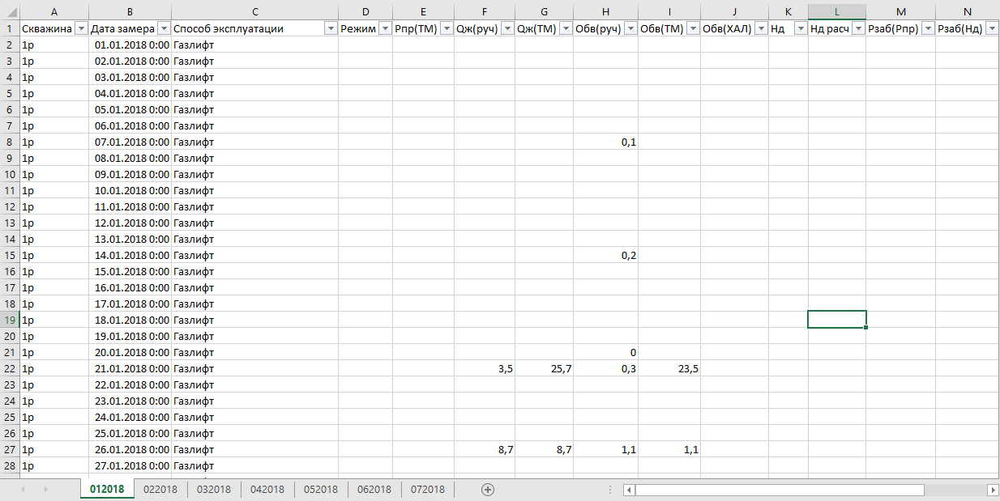 A B C D E F G H I J K L M N
1 Скважина Дата замера Способ эксплуатации Режим Рпр(ТМ) Qж(руч) Qж(ТМ) Обв(руч) Обв(ТМ) Обв(ХАЛ) Нд Нд расч Рзаб(Рпр) Рзаб(Нд)
2 1р 01.01.2018 0:00 Газлифт
3 1р 02.01.2018 0:00 Газлифт
4 1р 03.01.2018 0:00 Газлифт
5 1р 04.01.2018 0:00 Газлифт
6 1р 05.01.2018 0:00 Газлифт
7 1р 06.01.2018 0:00 Газлифт
8 1р 07.01.2018 0:00 Газлифт 0,1
9 1р 08.01.2018 0:00 Газлифт
10 1р 09.01.2018 0:00 Газлифт
11 1р 10.01.2018 0:00 Газлифт
12 1р 11.01.2018 0:00 Газлифт
13 1р 12.01.2018 0:00 Газлифт
14 1р 13.01.2018 0:00 Газлифт
15 1р 14.01.2018 0:00 Газлифт 0,2
16 1р 15.01.2018 0:00 Газлифт
17 1р 16.01.2018 0:00 Газлифт
18 1р 17.01.2018 0:00 Газлифт
19 1р 18.01.2018 0:00 Газлифт
20 1р 19.01.2018 0:00 Газлифт
21 1р 20.01.2018 0:00 Газлифт 0
22 1р 21.01.2018 0:00 Газлифт 3,5 25,7 0,3 23,5
23 1р 22.01.2018 0:00 Газлифт
24 1р 23.01.2018 0:00 Газлифт
25 1р 24.01.2018 0:00 Газлифт
26 1р 25.01.2018 0:00 Газлифт
27 1р 26.01.2018 0:00 Газлифт 8,7 8,7 1,1 1,1
28 1р 27.01.2018 0:00 Газлифт
012018 022018 032018 042018 052018 062018 072018